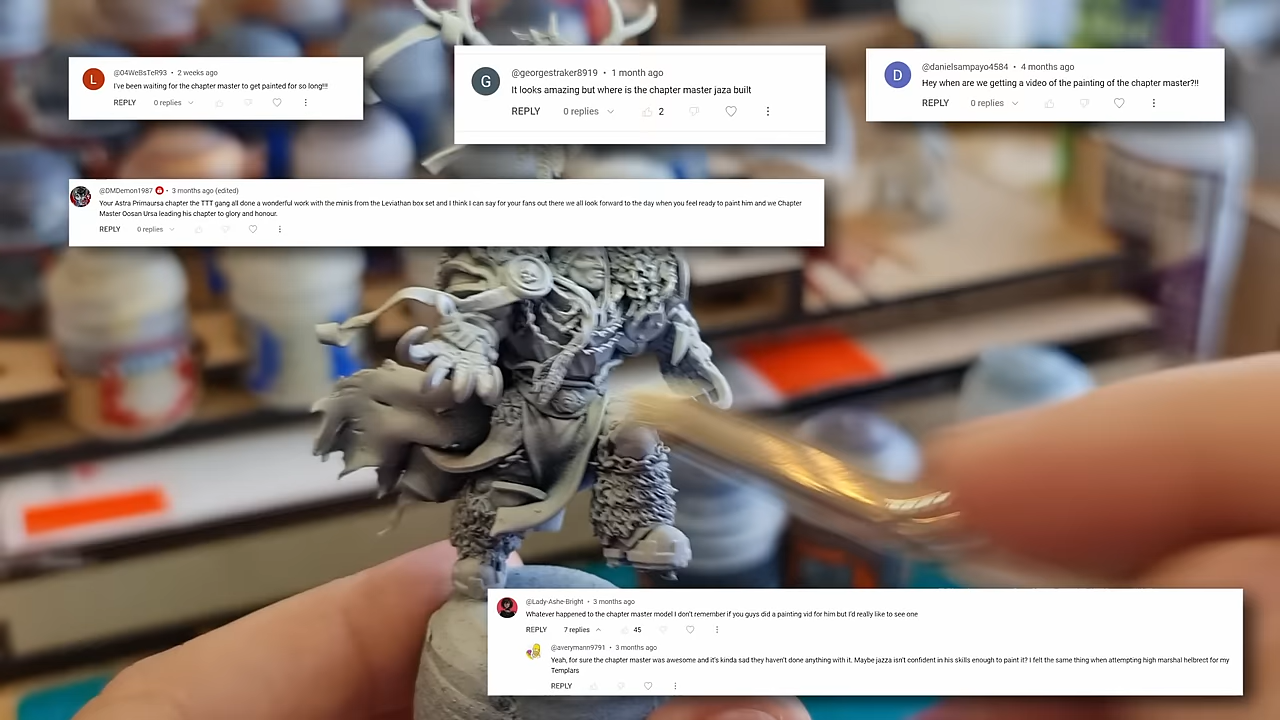 L
@04WeBsTeR93 • 2 weeks ago
I've been waiting for the chapter master to get painted for so long!!!
REPLY 0 replies
G
@georgestraker8919 • 1 month ago
It looks amazing but where is the chapter master jaza built
REPLY 0 replies 2
D
@danielsampayo4584 • 4 months ago
Hey when are we getting a video of the painting of the chapter master?!!
REPLY 0 replies
@DMDemon1987 • 3 months ago (edited)
Your Astra Primaursa chapter the TTT gang all done a wonderful work with the minis from the Leviathan box set and I think I can say for your fans out there we all look forward to the day when you feel ready to paint him and we Chapter
Master Oosan Ursa leading his chapter to glory and honour.
REPLY 0 replies
@Lady-Ashe-Bright • 3 months ago
Whatever happened to the chapter master model I don't remember if you guys did a painting vid for him but I'd really like to see one
REPLY 7 replies 45
@averymann9791 • 3 months ago
Yeah, for sure the chapter master was awesome and it's kinda sad they haven't done anything with it. Maybe jazza isn't confident in his skills enough to paint it? I felt the same thing when attempting high marshal helbrect for my
Templars
REPLY